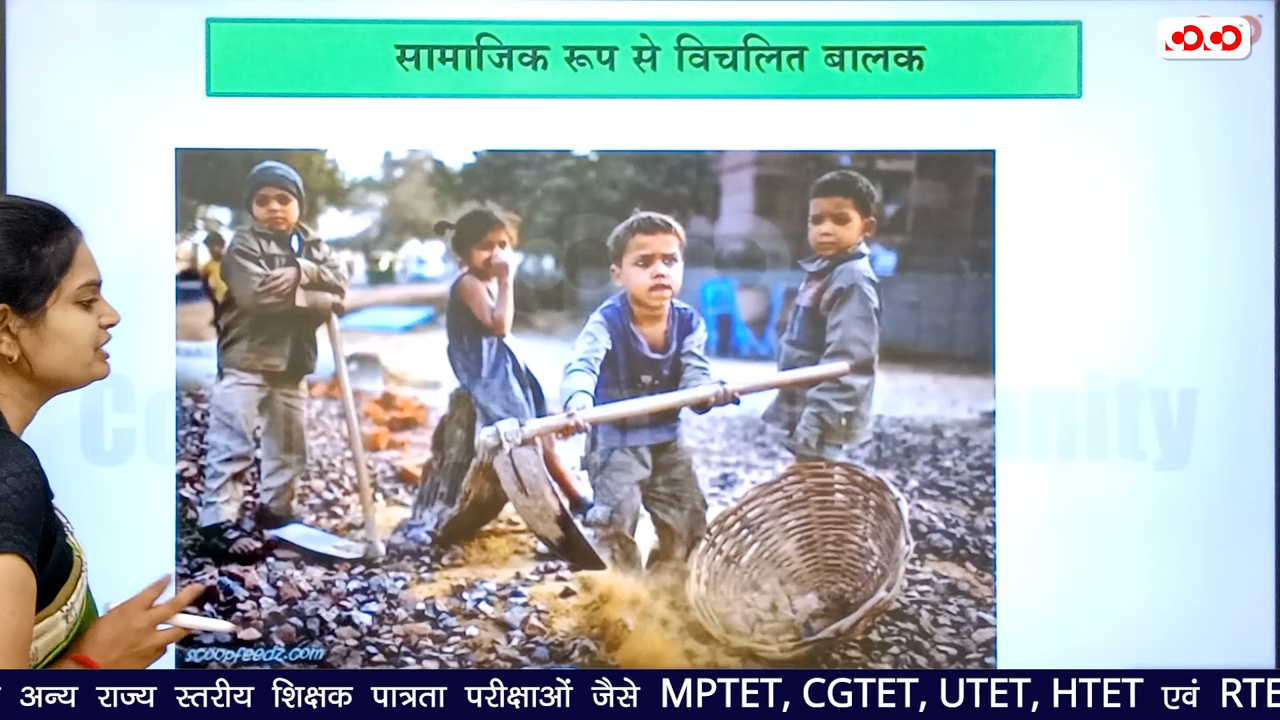 सामाजिक रूप से विचलित बालक
scoopfeedz.com
अन्य राज्य स्तरीय शिक्षक पात्रता परीक्षाओं जैसे MPTET, CGTET, UTET, HTET एवं RTE